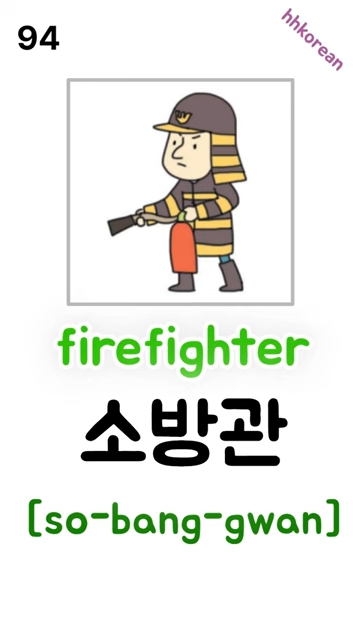 94
hhkorean
firefighter
소방관
[so-bang-gwan]